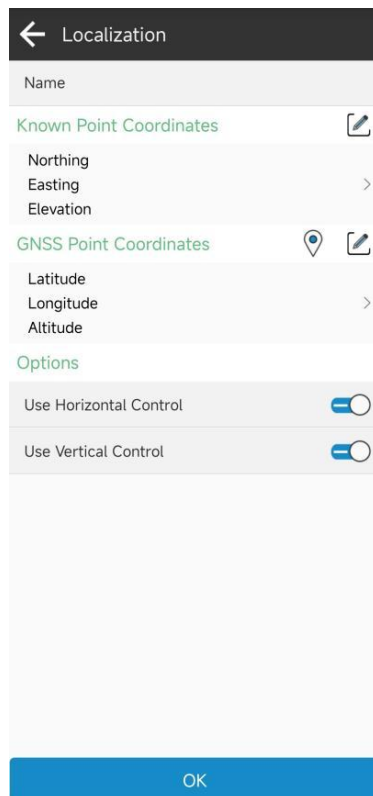 Localization
Name
Known Point Coordinates
Northing
Easting
Elevation
GNSS Point Coordinates
Latitude
Longitude
Altitude
Options
Use Horizontal Control
Use Vertical Control
OK